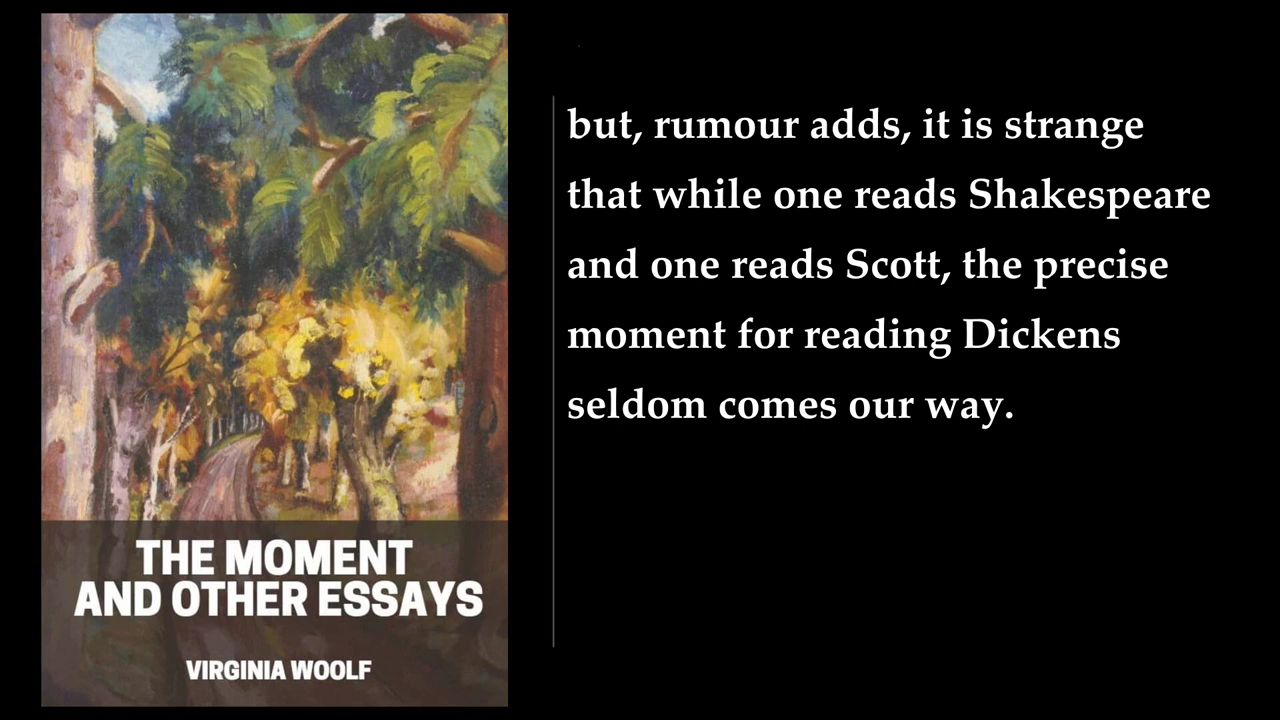 THE MOMENT
AND OTHER ESSAYS
VIRGINIA WOOLF
but, rumour adds, it is strange
that while one reads Shakespeare
and one reads Scott, the precise
moment for reading Dickens
seldom comes our way.